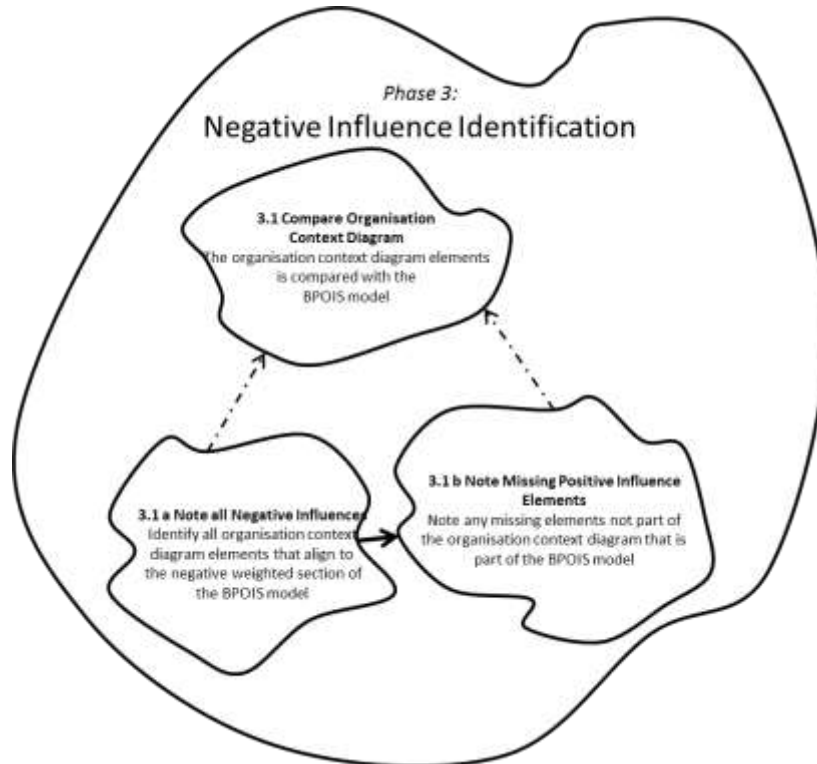 Phase 3:
Negative Influence Identification
3.1 Compare Organisation
Context Diagram
The organisation context diagram elements
is compared with the
BPOIS model
3.1 a Note all Negative Influences
Identify all organisation context
diagram elements that align to
the negative weighted section of
the BPOIS model
3.1 b Note Missing Positive Influence
Elements
Note any missing elements not part of
the organisation context diagram that is
part of the BPOIS model